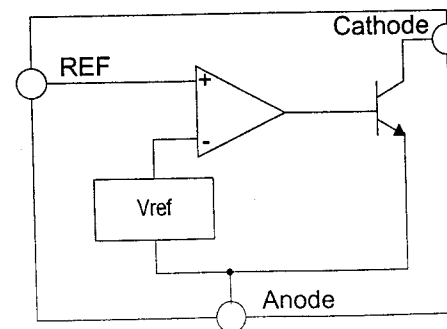 Cathode
REF
+
-
Vref
Anode